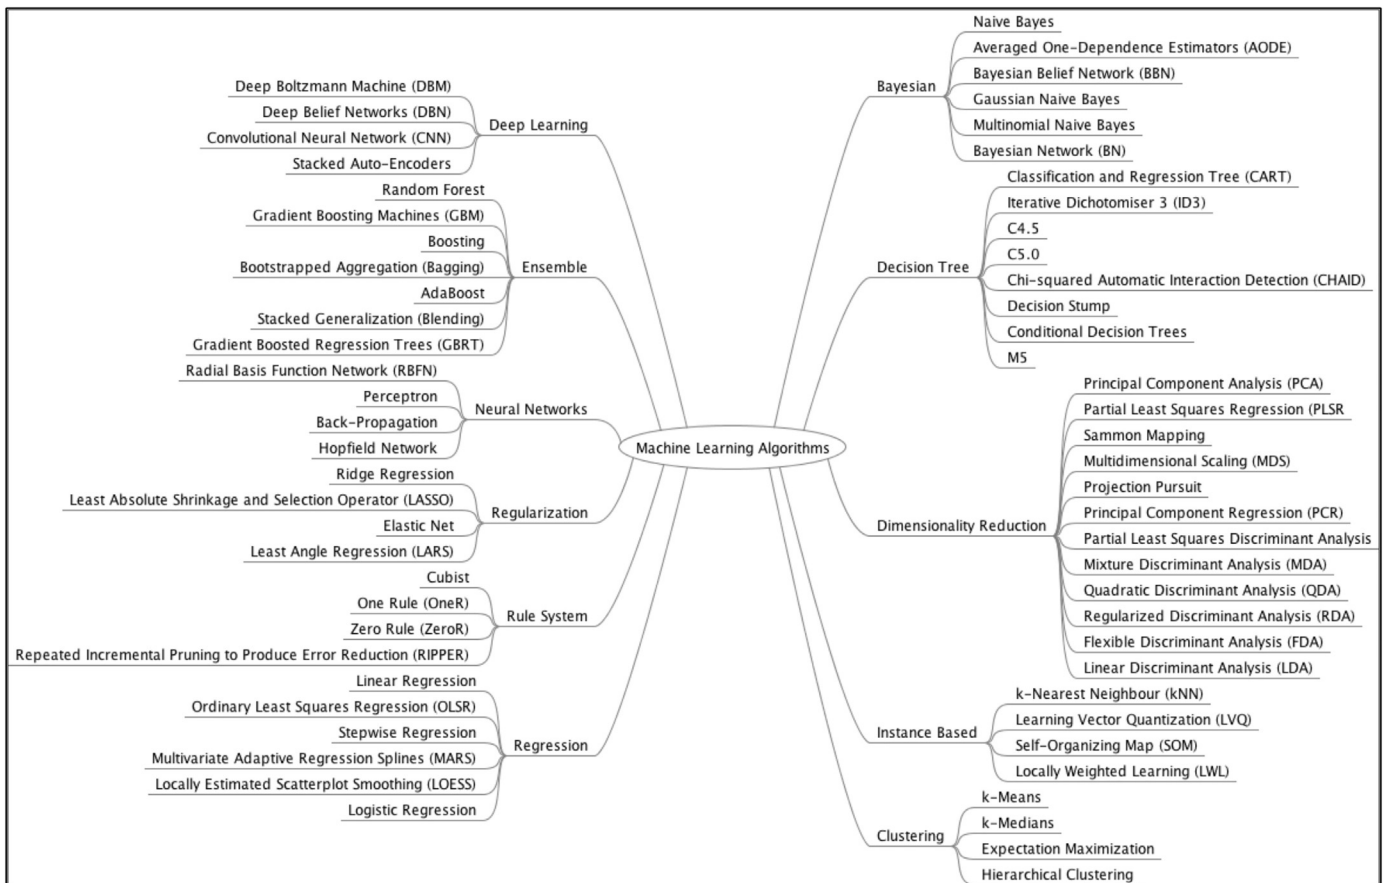 Machine Learning Algorithms
Deep Learning
Deep Boltzmann Machine (DBM)
Deep Belief Networks (DBN)
Convolutional Neural Network (CNN)
Stacked Auto-Encoders
Ensemble
Random Forest
Gradient Boosting Machines (GBM)
Boosting
Bootstrapped Aggregation (Bagging)
AdaBoost
Stacked Generalization (Blending)
Gradient Boosted Regression Trees (GBRT)
Neural Networks
Radial Basis Function Network (RBFN)
Perceptron
Back-Propagation
Hopfield Network
Regularization
Ridge Regression
Least Absolute Shrinkage and Selection Operator (LASSO)
Elastic Net
Least Angle Regression (LARS)
Rule System
Cubist
One Rule (OneR)
Zero Rule (ZeroR)
Repeated Incremental Pruning to Produce Error Reduction (RIPPER)
Regression
Linear Regression
Ordinary Least Squares Regression (OLSR)
Stepwise Regression
Multivariate Adaptive Regression Splines (MARS)
Locally Estimated Scatterplot Smoothing (LOESS)
Logistic Regression
Bayesian
Naive Bayes
Averaged One-Dependence Estimators (AODE)
Bayesian Belief Network (BBN)
Gaussian Naive Bayes
Multinomial Naive Bayes
Bayesian Network (BN)
Decision Tree
Classification and Regression Tree (CART)
Iterative Dichotomiser 3 (ID3)
C4.5
C5.0
Chi-squared Automatic Interaction Detection (CHAID)
Decision Stump
Conditional Decision Trees
M5
Dimensionality Reduction
Principal Component Analysis (PCA)
Partial Least Squares Regression (PLSR
Sammon Mapping
Multidimensional Scaling (MDS)
Projection Pursuit
Principal Component Regression (PCR)
Partial Least Squares Discriminant Analysis
Mixture Discriminant Analysis (MDA)
Quadratic Discriminant Analysis (QDA)
Regularized Discriminant Analysis (RDA)
Flexible Discriminant Analysis (FDA)
Linear Discriminant Analysis (LDA)
Instance Based
k-Nearest Neighbour (kNN)
Learning Vector Quantization (LVQ)
Self-Organizing Map (SOM)
Locally Weighted Learning (LWL)
Clustering
k-Means
k-Medians
Expectation Maximization
Hierarchical Clustering